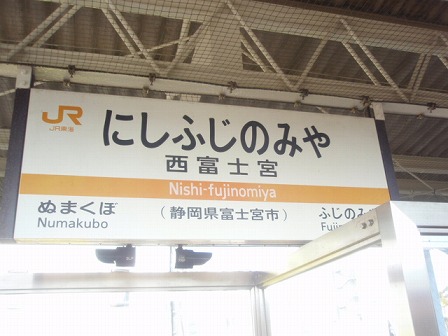 JR
JR東海
にしふじのみや
西富士宮
Nishi-fujinomiya
ぬまくぼ (静岡県富士宮市) ふじのみ
Numakubo